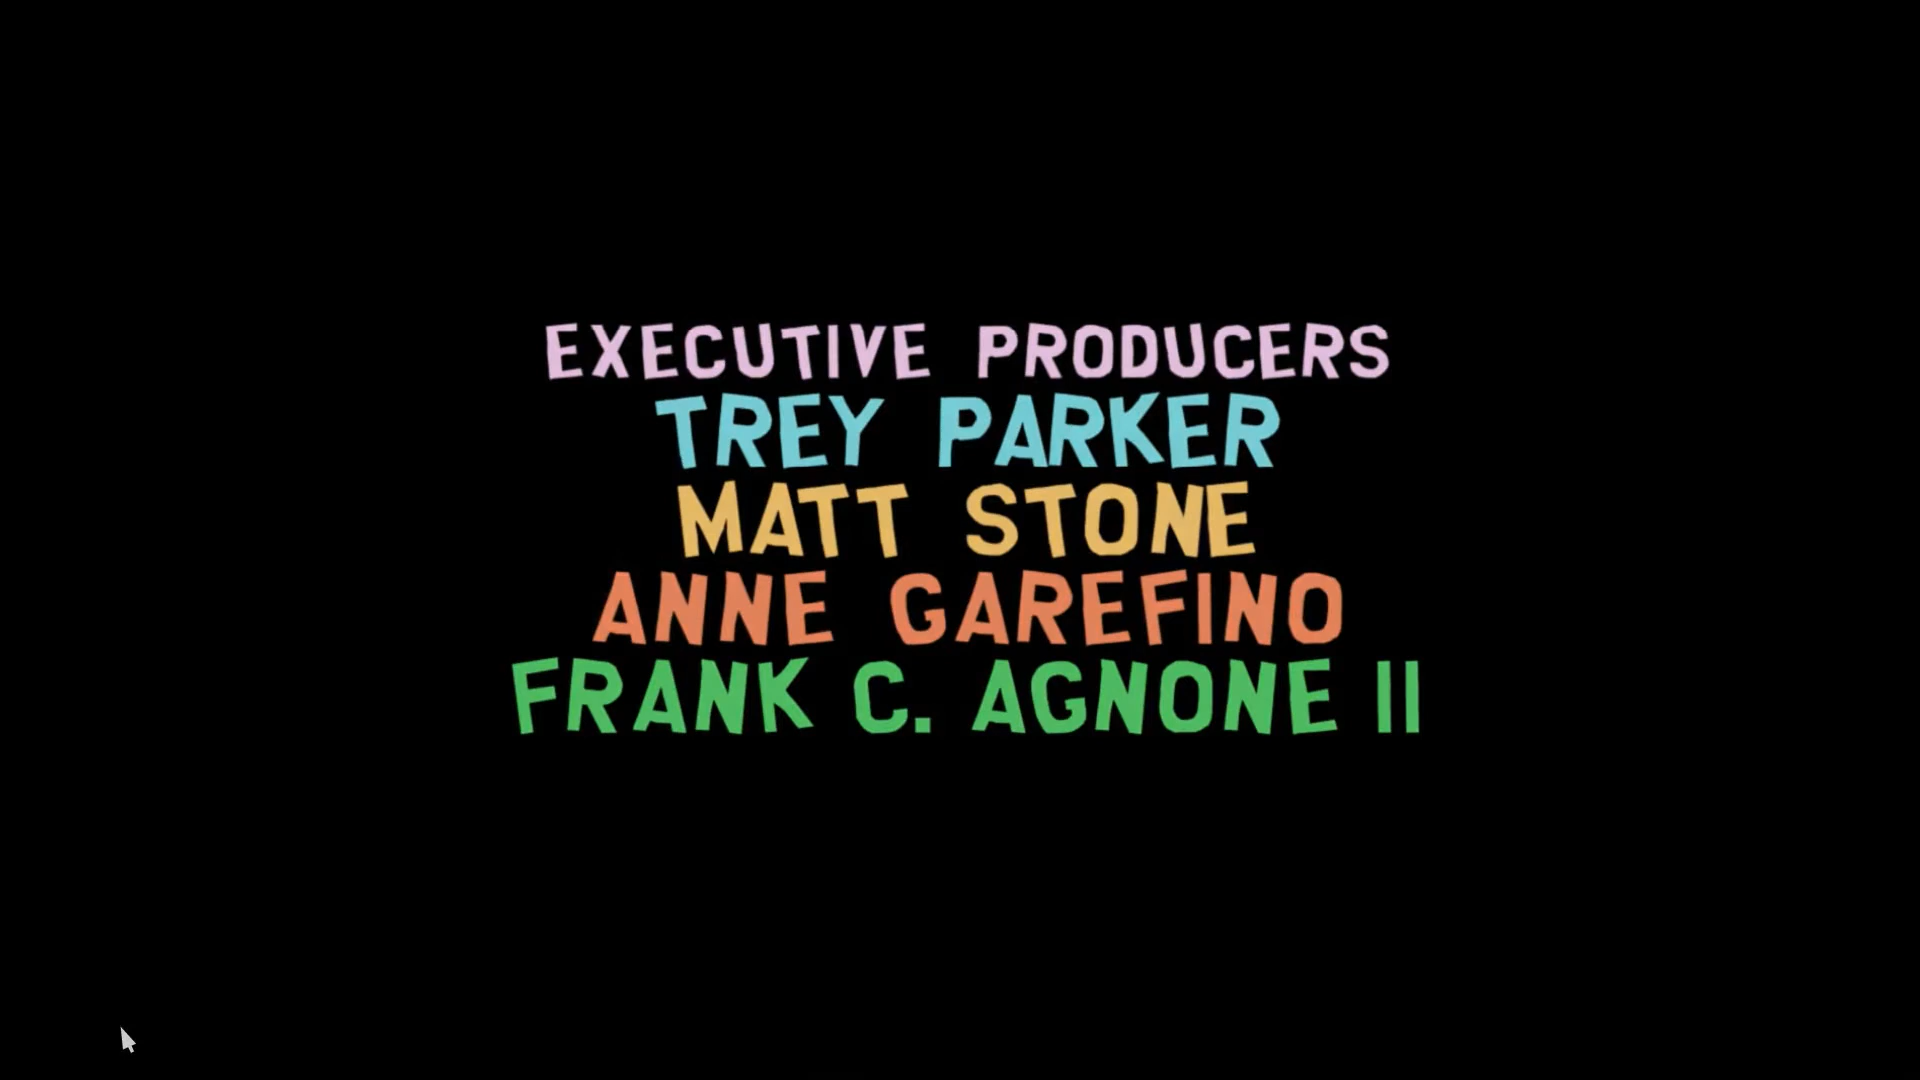 EXECUTIVE PRODUCERS
TREY PARKER
MATT STONE
ANNE GAREFINO
FRANK C. AGNONE II